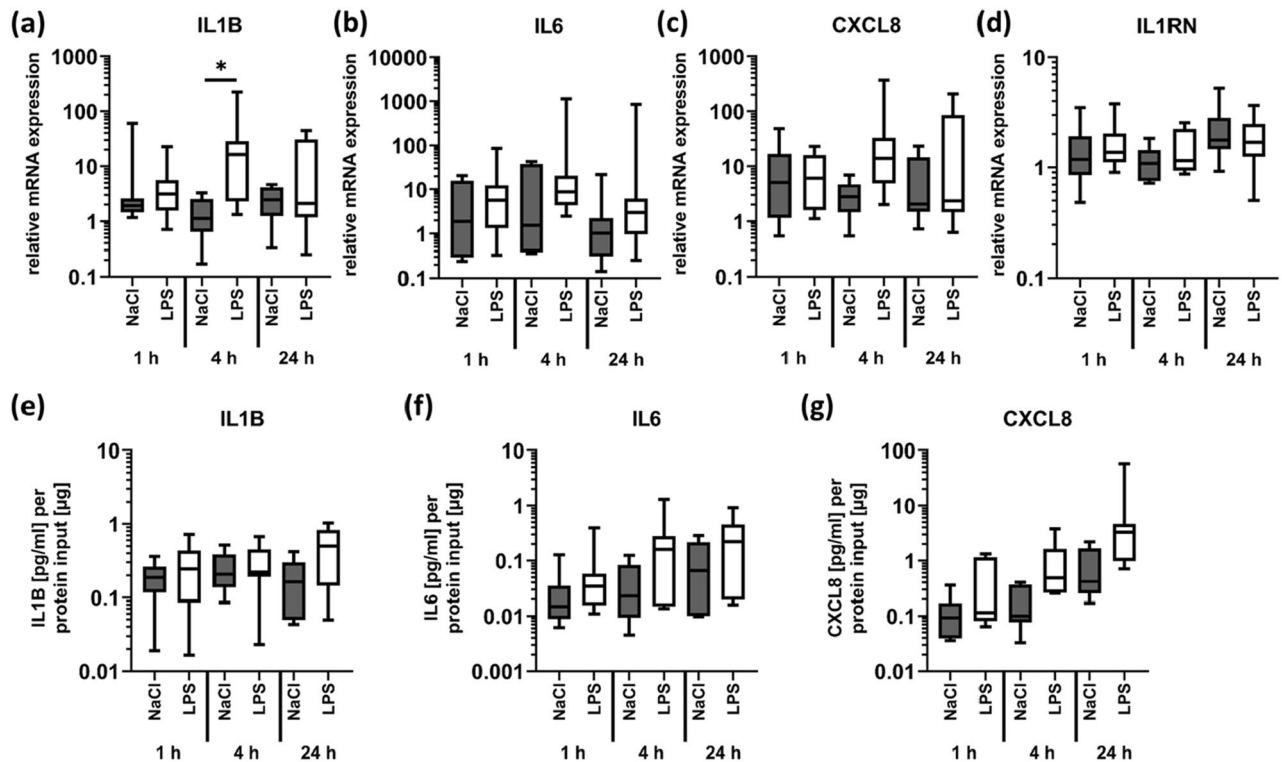 (a) IL1B
relative mRNA expression
1000
100
10
1
0.1
*
NaCl LPS NaCl LPS NaCl LPS
1 h 4 h 24 h
(b) IL6
relative mRNA expression
10000
1000
100
10
1
0.1
NaCl LPS NaCl LPS NaCl LPS
1 h 4 h 24 h
(c) CXCL8
relative mRNA expression
1000
100
10
1
0.1
NaCl LPS NaCl LPS NaCl LPS
1 h 4 h 24 h
(d) IL1RN
relative mRNA expression
10
1
0.1
NaCl LPS NaCl LPS NaCl LPS
1 h 4 h 24 h
(e) IL1B
IL1B [pg/ml] per
protein input [µg]
10
1
0.1
0.01
NaCl LPS NaCl LPS NaCl LPS
1 h 4 h 24 h
(f) IL6
IL6 [pg/ml] per
protein input [µg]
10
1
0.1
0.01
0.001
NaCl LPS NaCl LPS NaCl LPS
1 h 4 h 24 h
(g) CXCL8
CXCL8 [pg/ml] per
protein input [µg]
100
10
1
0.1
0.01
NaCl LPS NaCl LPS NaCl LPS
1 h 4 h 24 h